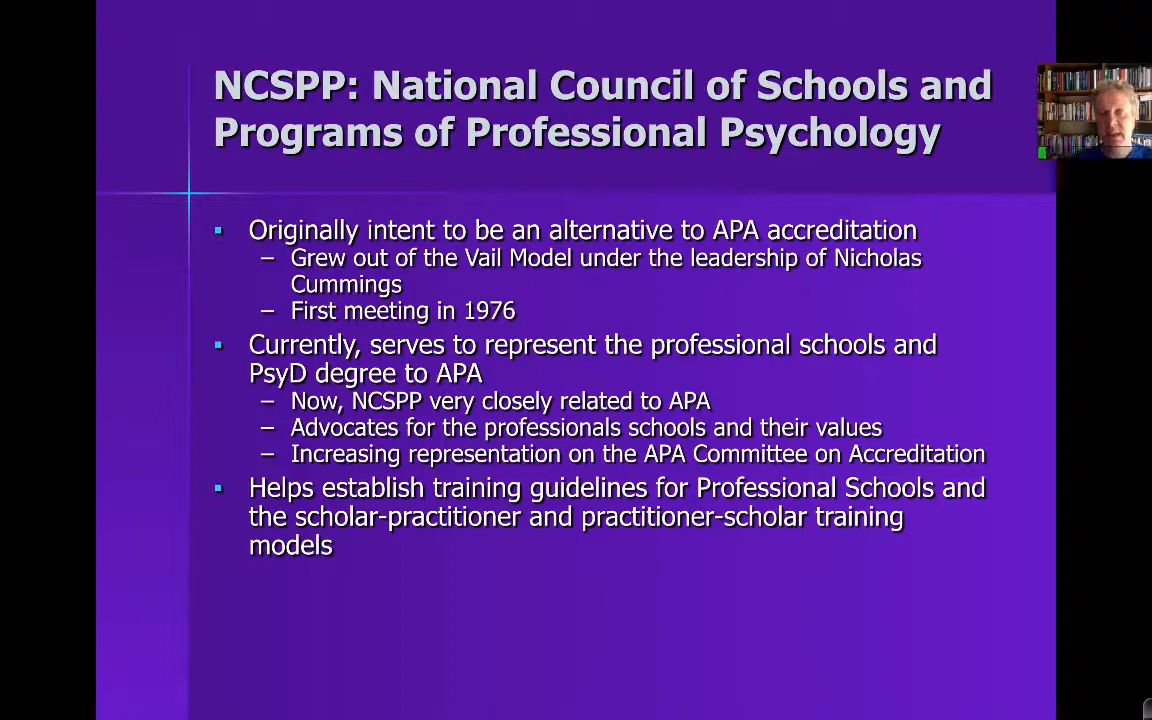 NCSPP: National Council of Schools and
Programs of Professional Psychology
▪ Originally intent to be an alternative to APA accreditation
– Grew out of the Vail Model under the leadership of Nicholas
Cummings
– First meeting in 1976
▪ Currently, serves to represent the professional schools and
PsyD degree to APA
– Now, NCSPP very closely related to APA
– Advocates for the professionals schools and their values
– Increasing representation on the APA Committee on Accreditation
▪ Helps establish training guidelines for Professional Schools and
the scholar-practitioner and practitioner-scholar training
models